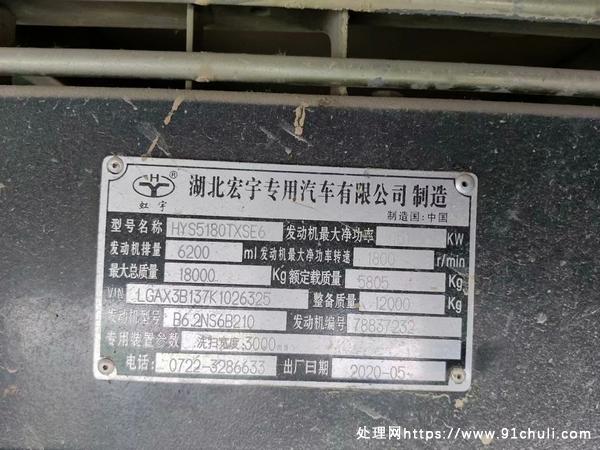 湖北宏宇专用汽车有限公司 制造
H ®
虹宇
制造国:中国
型号名称 HYS5180TXSE6 发动机最大净功率 KW
发动机排量 6200 ml 发动机最大净功率转速 1800 r/min
最大总质量 18000 Kg 额定载质量 5805 Kg
VIN LGAX3B137K1026325 整备质量 12000 Kg
发动机型号 B6.2NS6B210 发动机编号 78837232
专用装置参数 洗扫宽度:3000mm
电话: 0722-3286633 出厂日期 2020-05
处理网https://www.91chuli.com/